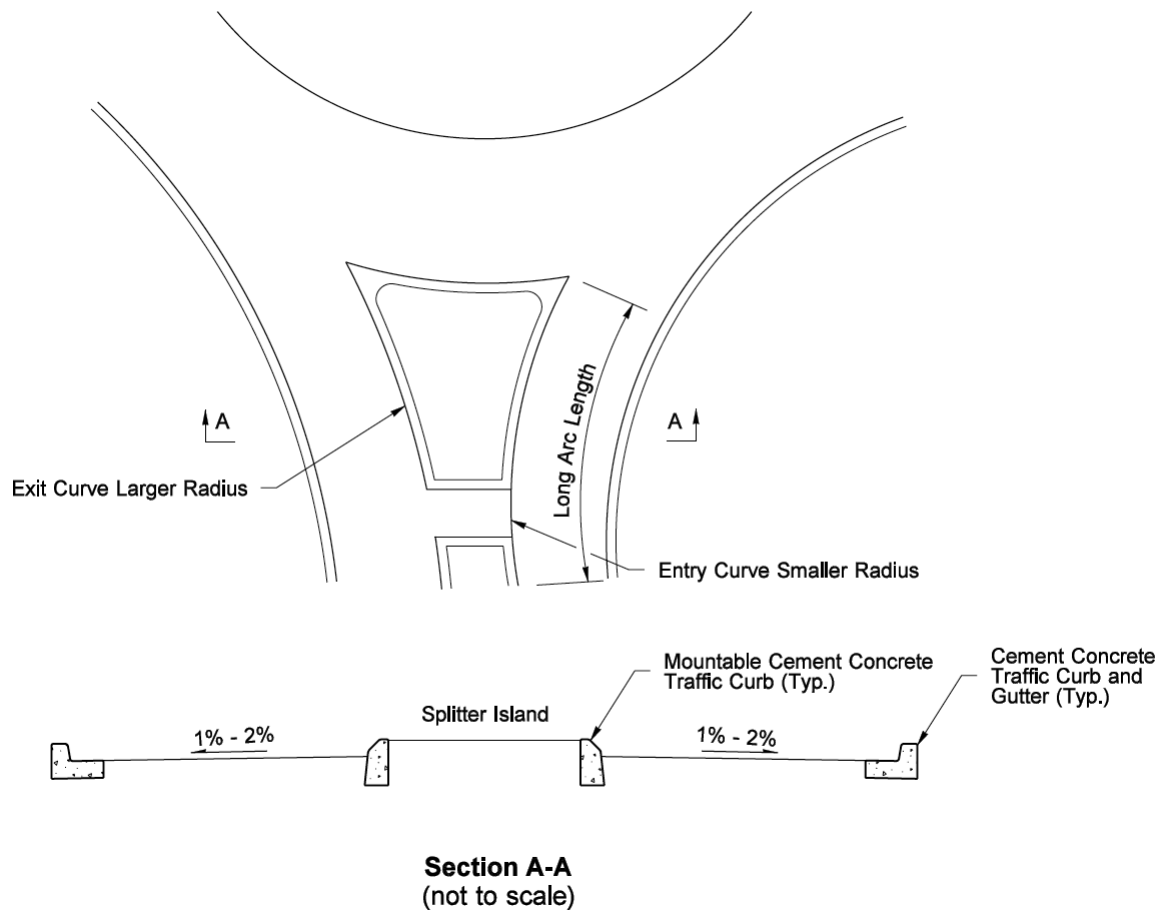 A
A
Long Arc Length
Exit Curve Larger Radius
Entry Curve Smaller Radius
Mountable Cement Concrete
Traffic Curb (Typ.)
Cement Concrete
Traffic Curb and
Gutter (Typ.)
Splitter Island
1% - 2%
1% - 2%
Section A-A
(not to scale)